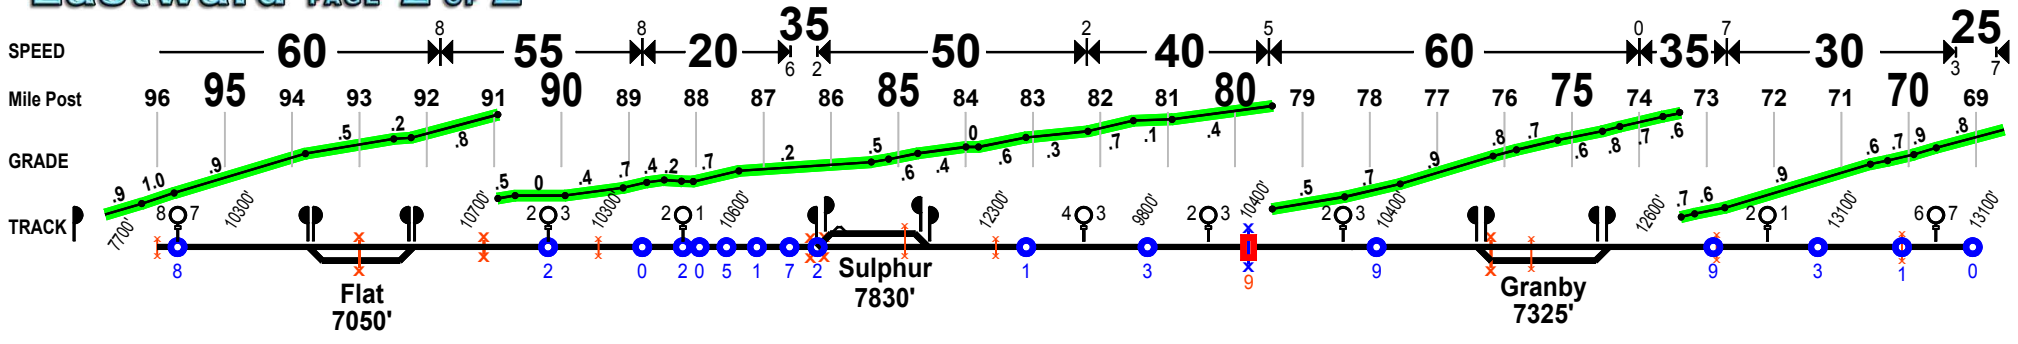 Eastward PAGE 2 OF 2
SPEED 60 8 55 8 20 6 35 2 50 2 40 5 60 0 35 7 30 3 25 7
Mile Post 96 95 94 93 92 91 90 89 88 87 86 85 84 83 82 81 80 79 78 77 76 75 74 73 72 71 70 69
GRADE .9 1.0 .9 .5 .2 .8 .5 0 .4 .7 .4 .2 .7 .2 .5 .6 .4 0 .6 .3 .7 .1 .4 .5 .7 .9 .8 .7 .6 .8 .7 .6 .7 .6 .9 .6 .7 .4 .9 .8
TRACK 7700' 8 7 10300' 10700' 2 3 10300' 2 1 10600' 12300' 4 3 9800' 2 3 10400' 2 3 10400' 12600' 2 1 13100' 6 7 13100'
8 2 0 2 0 5 1 7 2 1 3 9 9 9 3 1 0
Flat
7050'
Sulphur
7830'
Granby
7325'